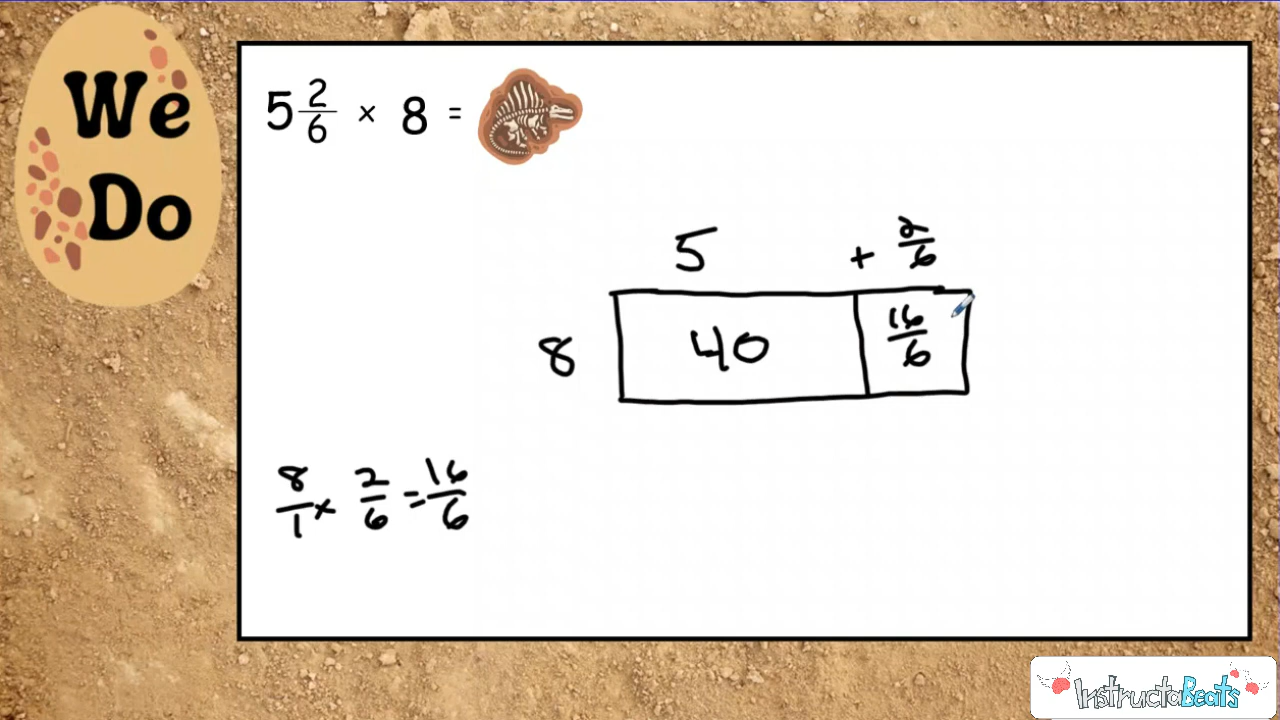 We
Do
5 2/6 × 8 =
5 + 2/6
8 40 16/6
8/1 × 2/6 = 16/6
InstructaBeats